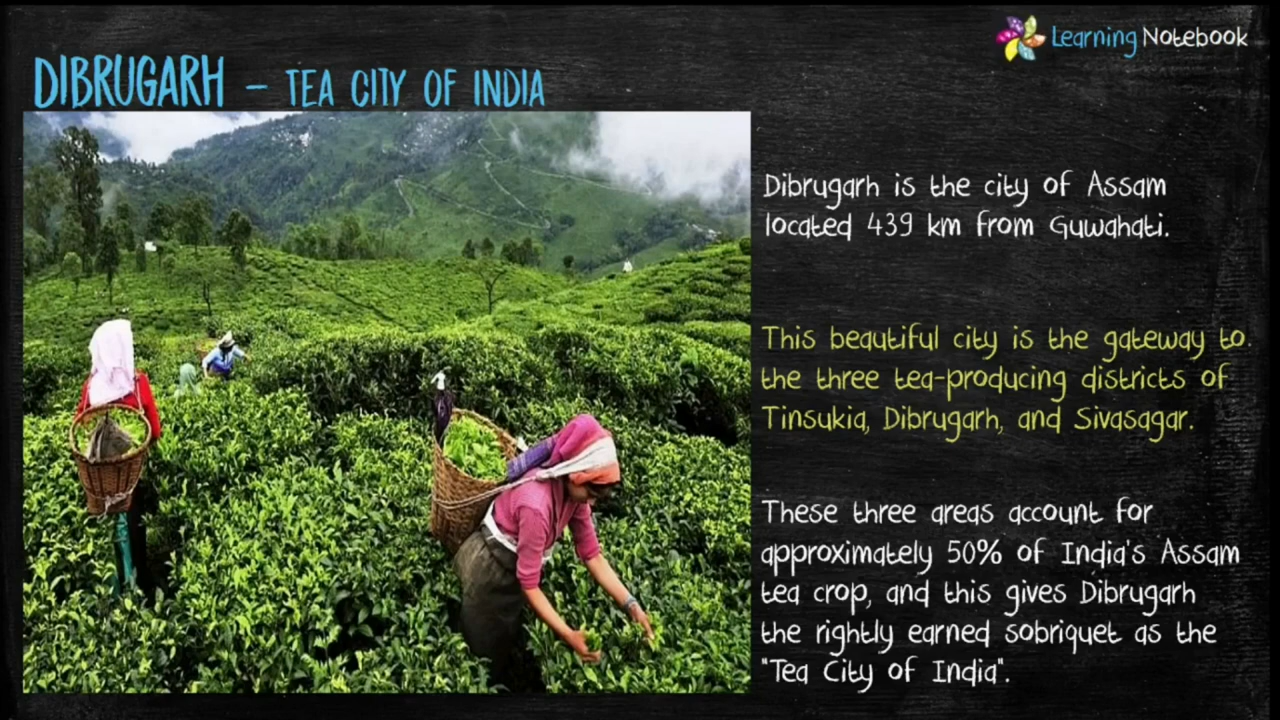 Learning Notebook
DIBRUGARH – TEA CITY OF INDIA
Dibrugarh is the city of Assam
located 439 km from Guwahati.
This beautiful city is the gateway to
the three tea-producing districts of
Tinsukia, Dibrugarh, and Sivasagar.
These three areas account for
approximately 50% of India's Assam
tea crop, and this gives Dibrugarh
the rightly earned sobriquet as the
"Tea City of India".